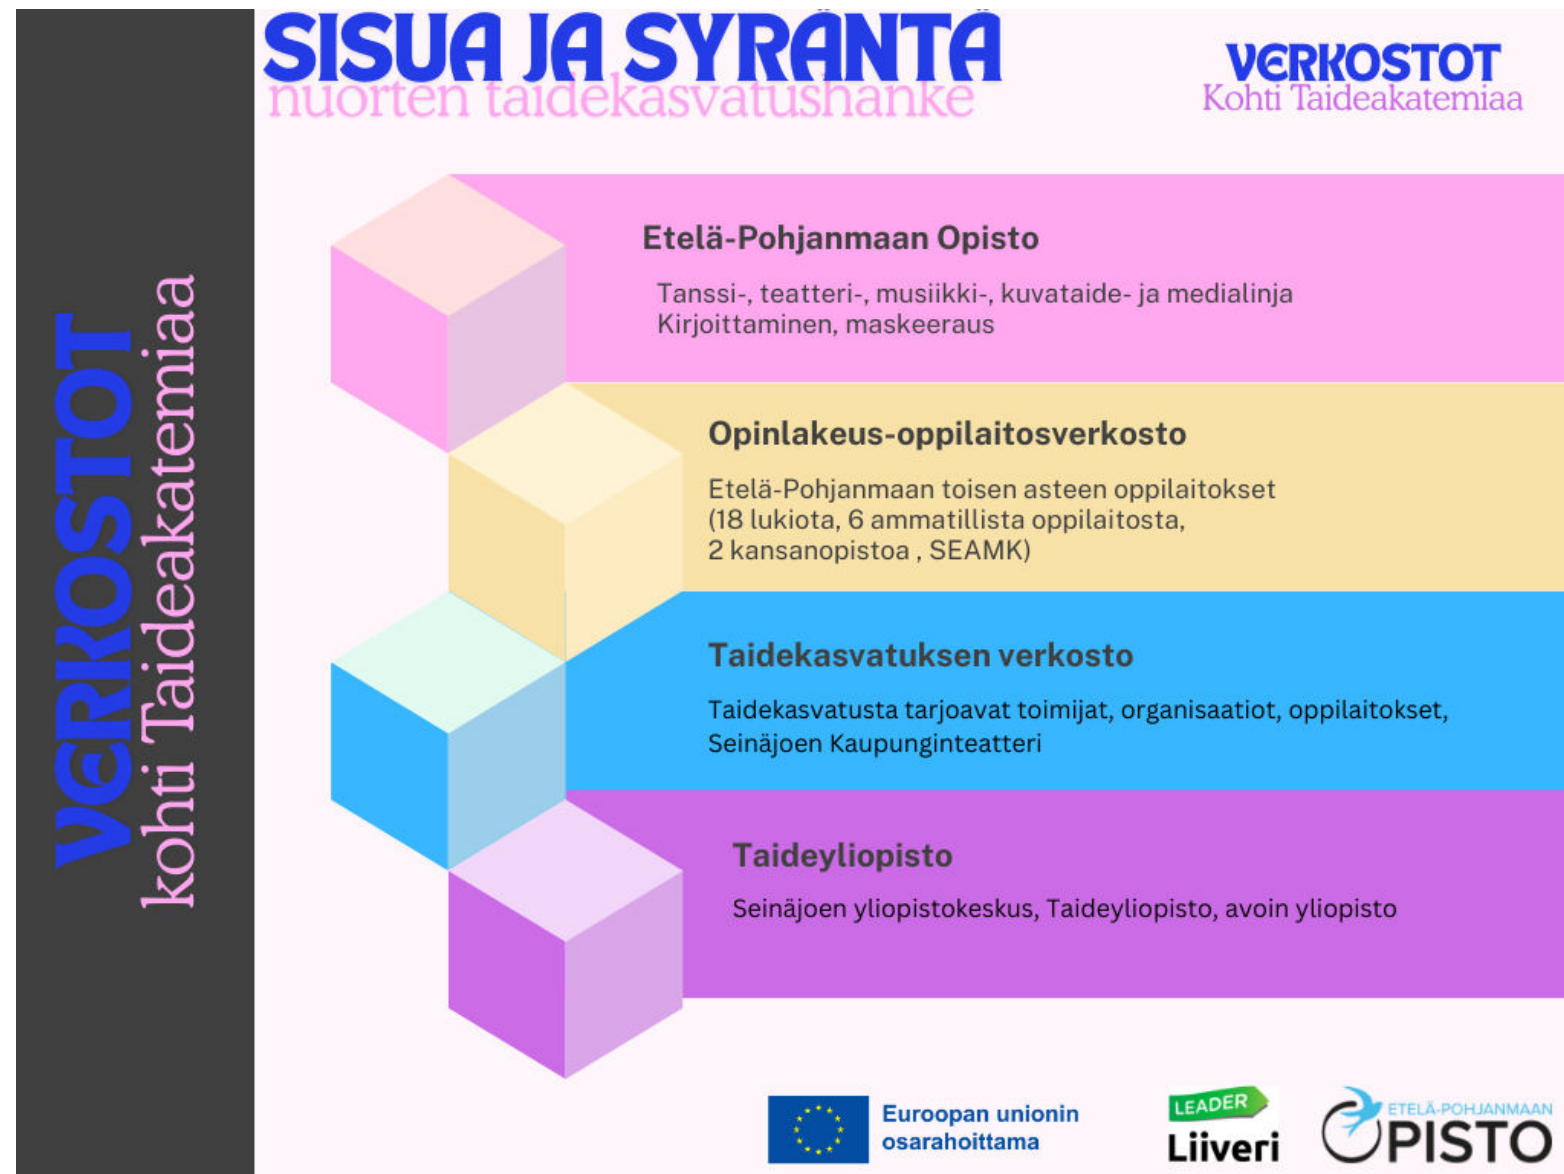 SISUA JA SYRÄNTÄ
nuorten taidekasvatushanke
VERKOSTOT
Kohti Taideakatemiaa
VERKOSTOT
kohti Taideakatemiaa
Etelä-Pohjanmaan Opisto
Tanssi-, teatteri-, musiikki-, kuvataide- ja medialinja
Kirjoittaminen, maskeeraus
Opinlakeus-oppilaitosverkosto
Etelä-Pohjanmaan toisen asteen oppilaitokset
(18 lukiota, 6 ammatillista oppilaitosta,
2 kansanopistoa , SEAMK)
Taidekasvatuksen verkosto
Taidekasvatusta tarjoavat toimijat, organisaatiot, oppilaitokset,
Seinäjoen Kaupunginteatteri
Taideyliopisto
Seinäjoen yliopistokeskus, Taideyliopisto, avoin yliopisto
Euroopan unionin
osarahoittama
LEADER
Liiveri
ETELÄ-POHJANMAAN
OPISTO